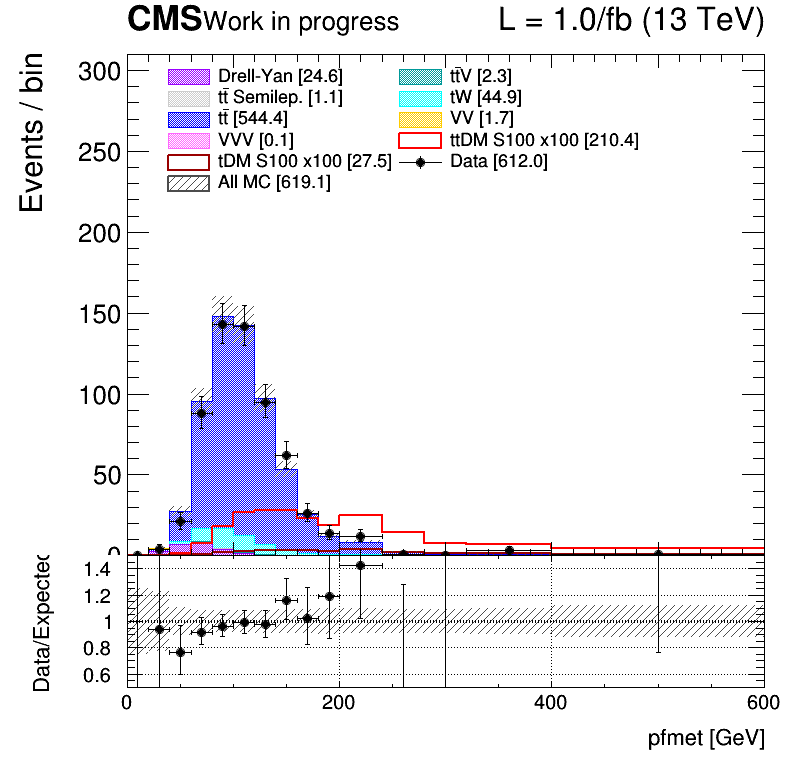 CMS Work in progress L = 1.0/fb (13 TeV)
Events / bin
300
250
200
150
100
50
0
Drell-Yan [24.6] tt̄V [2.3]
tt̄ Semilep. [1.1] tW [44.9]
tt̄ [544.4] VV [1.7]
VVV [0.1] ttDM S100 x100 [210.4]
tDM S100 x100 [27.5] Data [612.0]
All MC [619.1]
Data/Expected
1.4
1.2
1
0.8
0.6
0 200 400 600
pfmet [GeV]